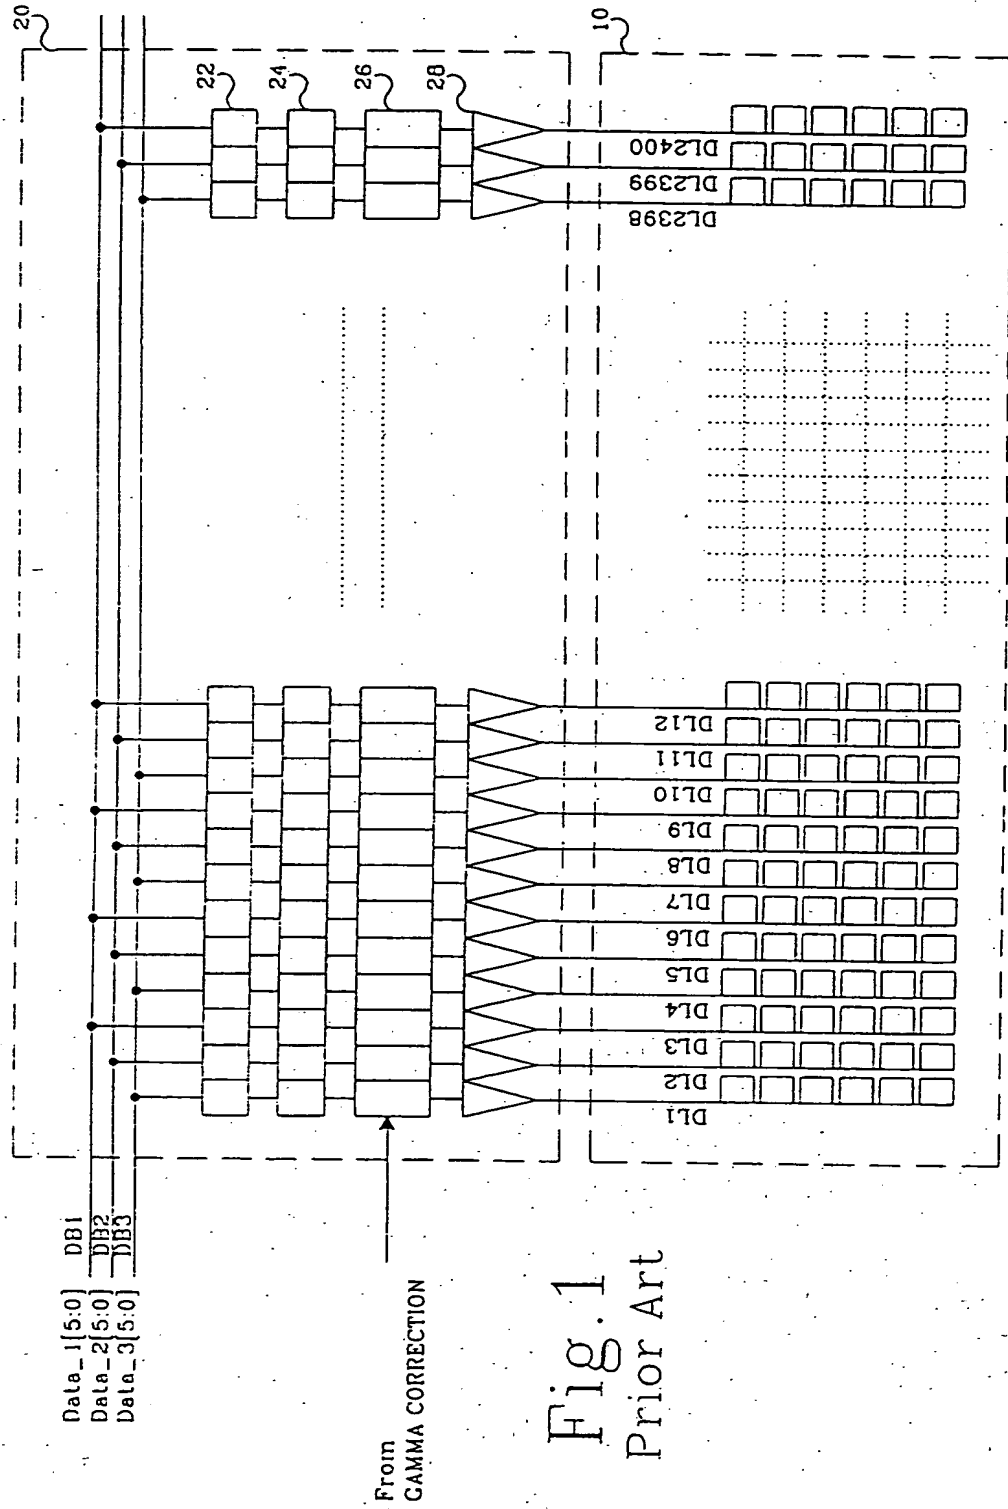 20
10
22
24
26
28
DL2400
DL2399
DL2398
DL12
DL11
DL10
DL9
DL8
DL7
DL6
DL5
DL4
DL3
DL2
DL1
Data_1[5:0] DB1
Data_2[5:0] DB2
Data_3[5:0] DB3
From
GAMMA CORRECTION
Fig. 1
Prior Art